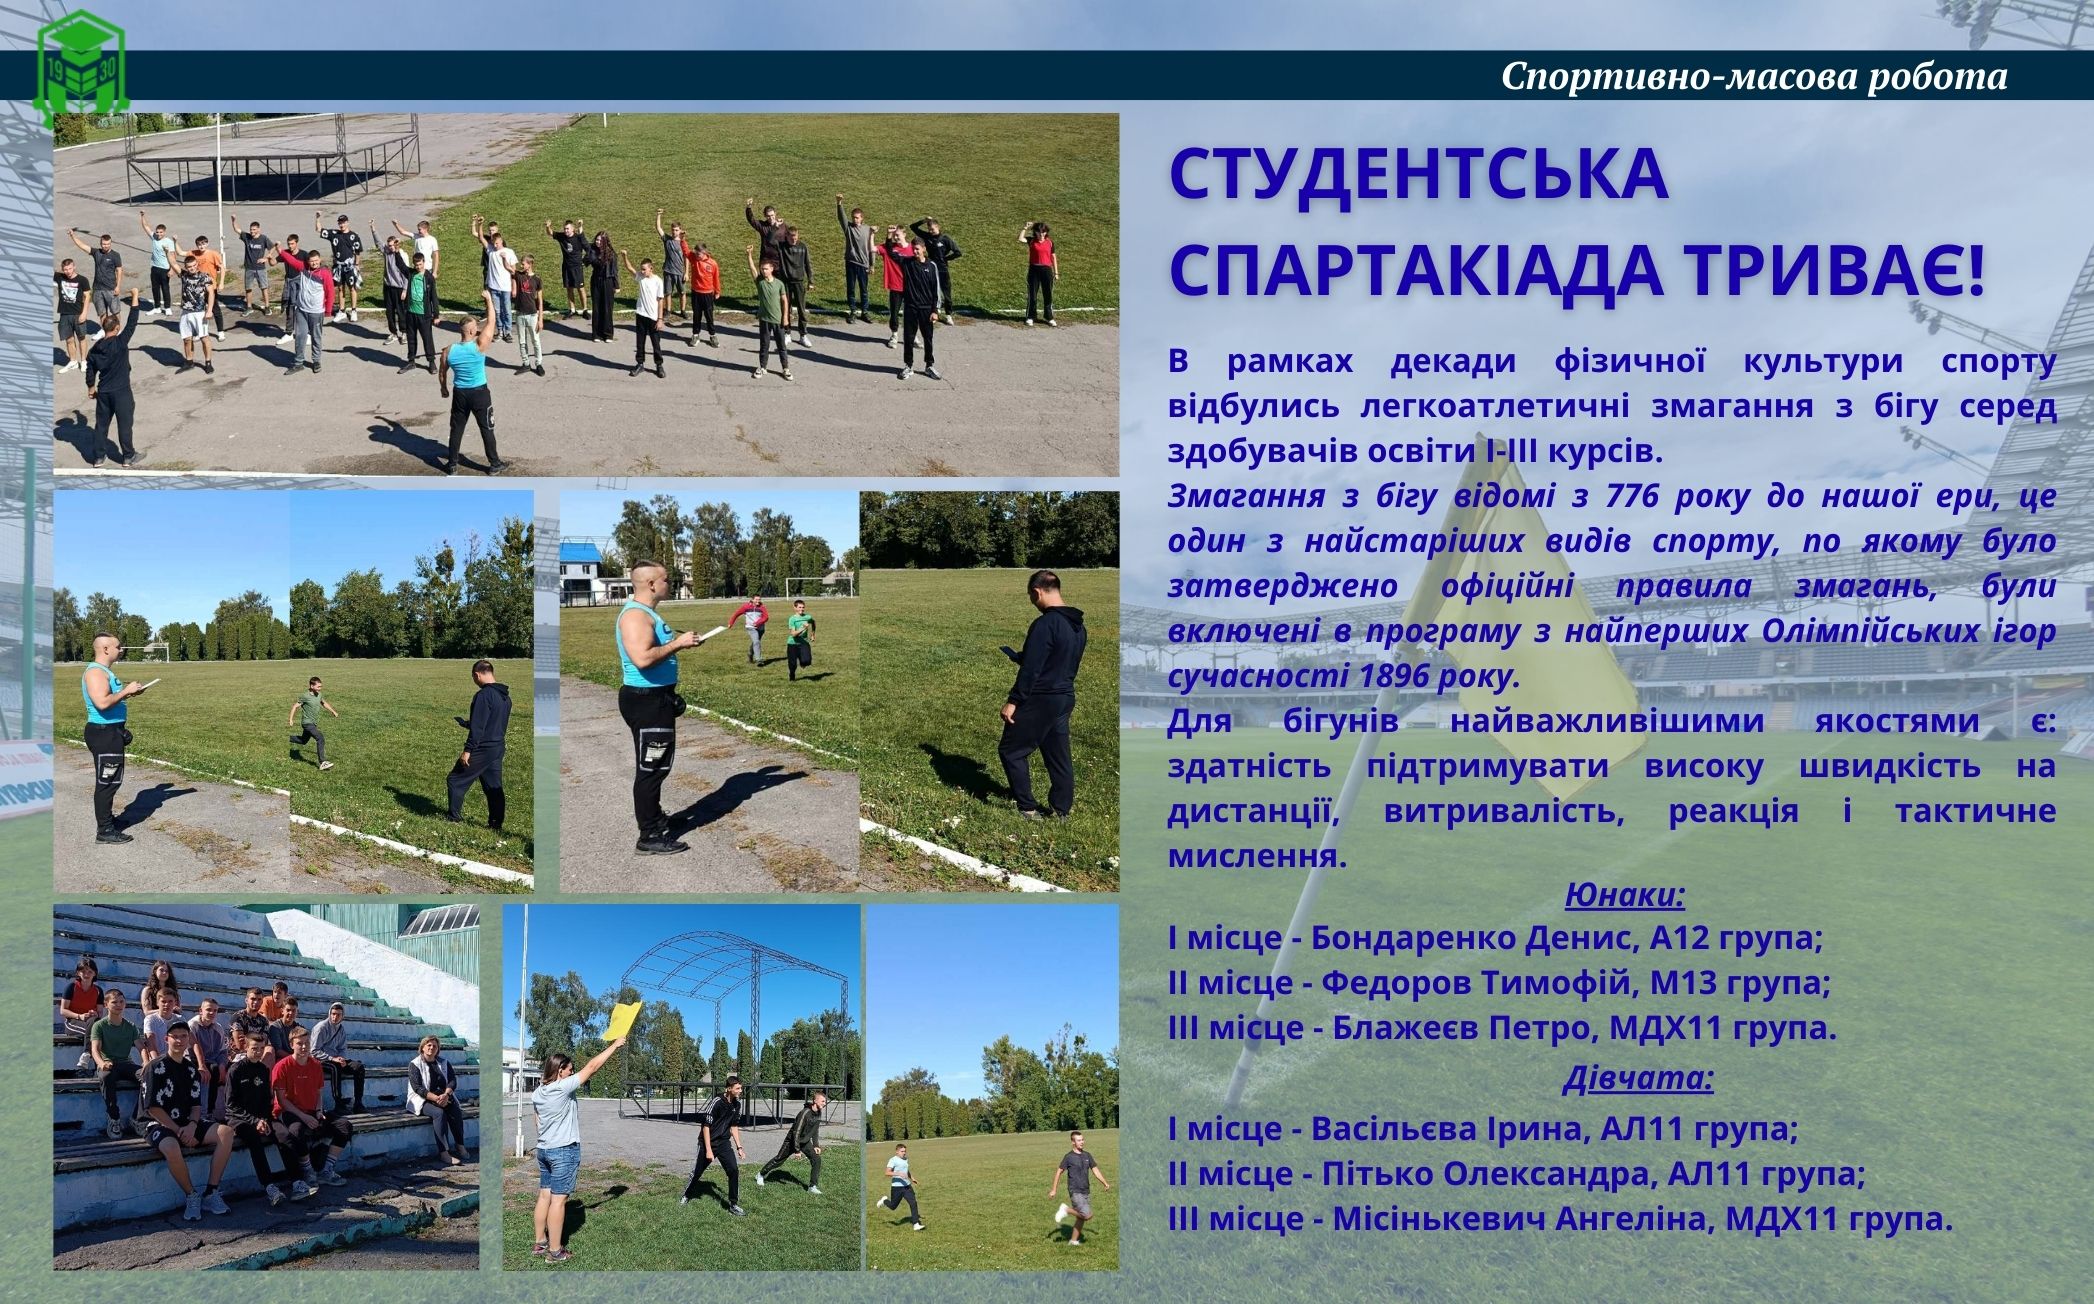 19 30
Спортивно-масова робота
СТУДЕНТСЬКА
СПАРТАКІАДА ТРИВАЄ!
В рамках декади фізичної культури спорту
відбулись легкоатлетичні змагання з бігу серед
здобувачів освіти І-ІІІ курсів.
Змагання з бігу відомі з 776 року до нашої ери, це
один з найстаріших видів спорту, по якому було
затверджено офіційні правила змагань, були
включені в програму з найперших Олімпійських ігор
сучасності 1896 року.
Для бігунів найважливішими якостями є:
здатність підтримувати високу швидкість на
дистанції, витривалість, реакція і тактичне
мислення.
Юнаки:
І місце - Бондаренко Денис, А12 група;
ІІ місце - Федоров Тимофій, М13 група;
ІІІ місце - Блажеєв Петро, МДХ11 група.
Дівчата:
І місце - Васільєва Ірина, АЛ11 група;
ІІ місце - Пітько Олександра, АЛ11 група;
ІІІ місце - Місінькевич Ангеліна, МДХ11 група.